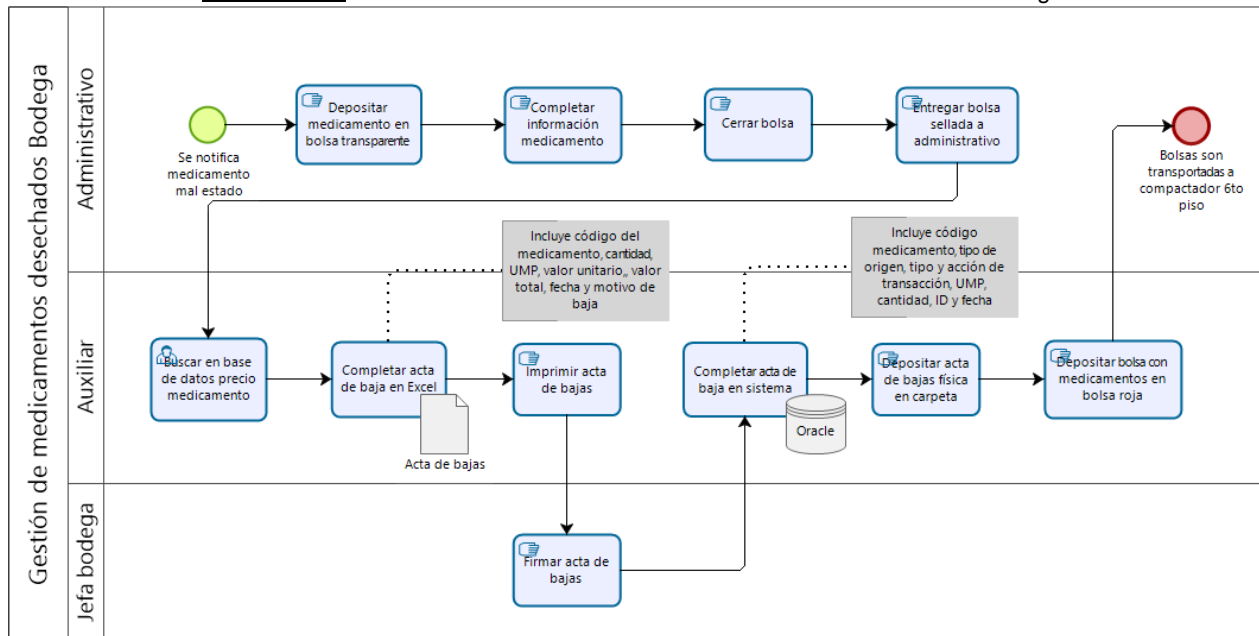 Gestión de medicamentos desechados Bodega
Administrativo
Se notifica
medicamento
mal estado
Depositar
medicamento en
bolsa transparente
Completar
información
medicamento
Cerrar bolsa
Entregar bolsa
sellada a
administrativo
Bolsas son
transportadas a
compactador 6to
piso
Incluye código del
medicamento, cantidad,
UMP, valor unitario,, valor
total, fecha y motivo de
baja
Incluye código
medicamento, tipo de
origen, tipo y acción de
transacción, UMP,
cantidad, ID y fecha
Auxiliar
Buscar en base
de datos precio
medicamento
Completar acta
de baja en Excel
Acta de bajas
Imprimir acta
de bajas
Completar acta de
baja en sistema
Oracle
Depositar acta
de bajas física
en carpeta
Depositar bolsa con
medicamentos en
bolsa roja
Jefa bodega
Firmar acta de
bajas